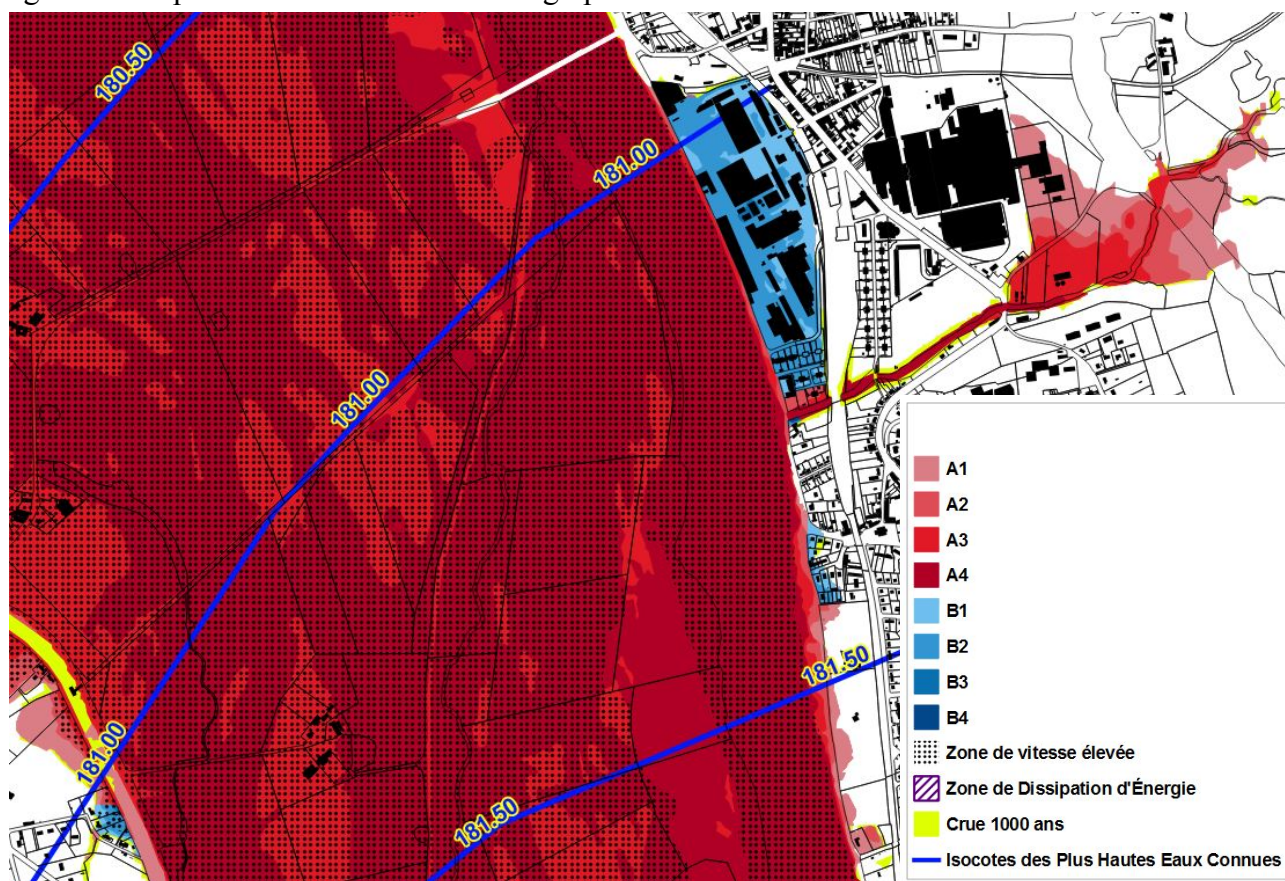 180.50
181.00
181.00
181.50
181.00
181.50
A1
A2
A3
A4
B1
B2
B3
B4
Zone de vitesse élevée
Zone de Dissipation d'Énergie
Crue 1000 ans
Isocotes des Plus Hautes Eaux Connues